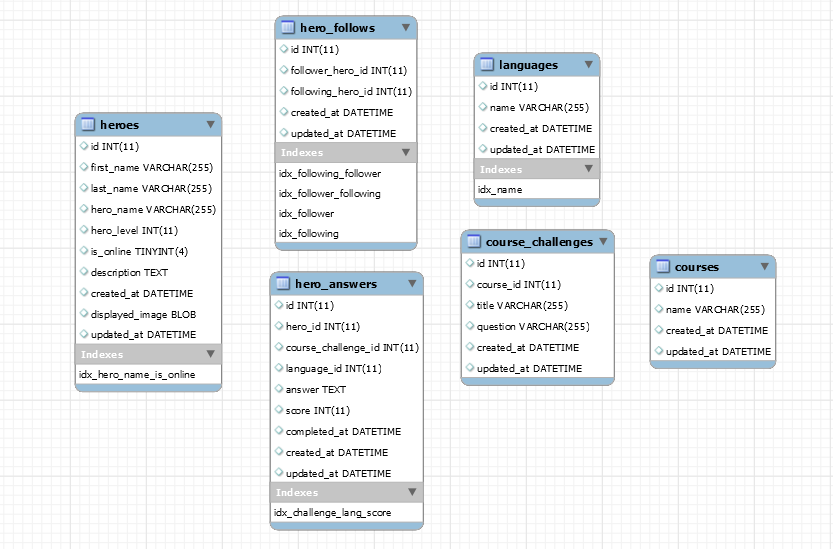 hero_follows
id INT(11)
follower_hero_id INT(11)
following_hero_id INT(11)
created_at DATETIME
updated_at DATETIME
Indexes
idx_following_follower
idx_follower_following
idx_follower
idx_following
languages
id INT(11)
name VARCHAR(255)
created_at DATETIME
updated_at DATETIME
Indexes
idx_name
heroes
id INT(11)
first_name VARCHAR(255)
last_name VARCHAR(255)
hero_name VARCHAR(255)
hero_level INT(11)
is_online TINYINT(4)
description TEXT
created_at DATETIME
displayed_image BLOB
updated_at DATETIME
Indexes
idx_hero_name_is_online
hero_answers
id INT(11)
hero_id INT(11)
course_challenge_id INT(11)
language_id INT(11)
answer TEXT
score INT(11)
completed_at DATETIME
created_at DATETIME
updated_at DATETIME
Indexes
idx_challenge_lang_score
course_challenges
id INT(11)
course_id INT(11)
title VARCHAR(255)
question VARCHAR(255)
created_at DATETIME
updated_at DATETIME
courses
id INT(11)
name VARCHAR(255)
created_at DATETIME
updated_at DATETIME